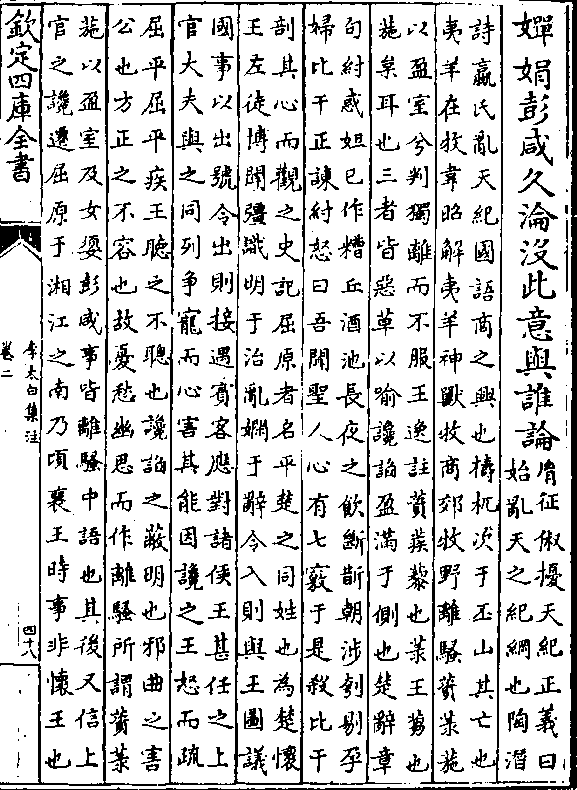 嬋娟彭咸久淪沒此意與誰論
胤征俶擾天紀正義曰
始亂天之紀綱也陶潛
詩嬴氏亂天紀國語商之興也檮杌次于丕山其亡也
夷羊在牧韋昭解夷羊神獸牧商郊牧野離騷薋菉葹
以盈室兮判獨離而不服王逸註薋蒺藜也菉王芻也
葹枲耳也三者皆惡草以喻讒諂盈滿于側也楚辭章
句紂惑妲己作糟丘酒池長夜之飲斷斮朝涉刳剔孕
婦比干正諫紂怒曰吾聞聖人心有七竅于是殺比干
剖其心而觀之史記屈原者名平楚之同姓也為楚懷
王左徒博聞彊識明于治亂嫻于辭令入則與王圖議
國事以出號令出則接遇賓客應對諸侯王甚任之上
官大夫與之同列爭寵而心害其能因讒之王怒而疏
屈平屈平疾王聽之不聰也讒諂之蔽明也邪曲之害
公也方正之不容也故憂愁幽思而作離騷所謂薋菉
葹以盈室及女嬃彭咸事皆離騷中語也其後又信上
官之讒遷屈原于湘江之南乃頃襄王時事非懷王也
欽定四庫全書
李太白集注
卷二
四十八